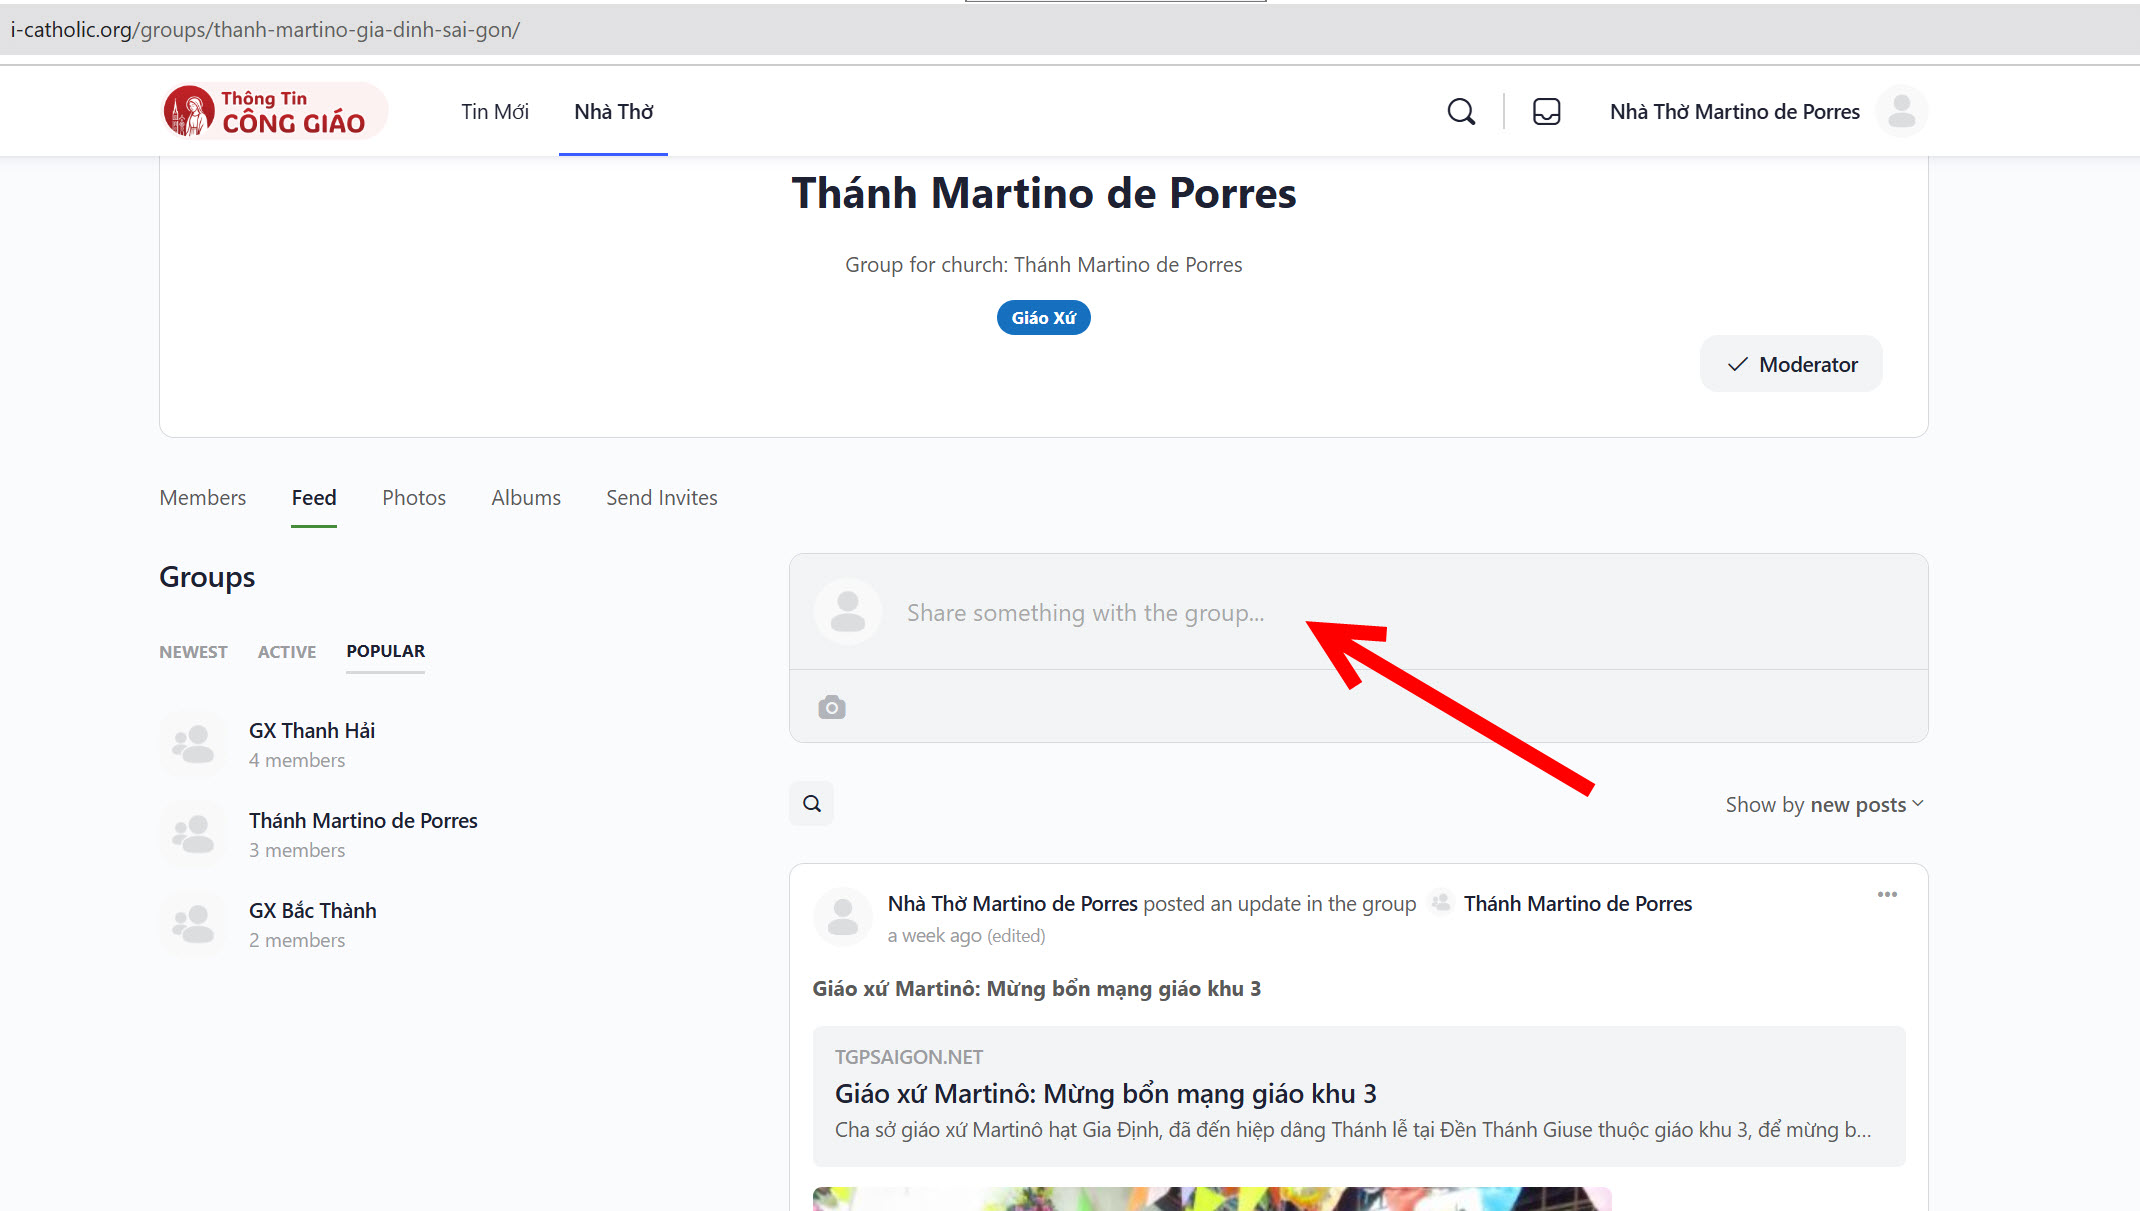 i-catholic.org/groups/thanh-martino-gia-dinh-sai-gon/
Thông Tin
CÔNG GIÁO
Tin Mới
Nhà Thờ
Nhà Thờ Martino de Porres
Thánh Martino de Porres
Group for church: Thánh Martino de Porres
Giáo Xứ
Moderator
Members
Feed
Photos
Albums
Send Invites
Groups
NEWEST
ACTIVE
POPULAR
GX Thanh Hải
4 members
Thánh Martino de Porres
3 members
GX Bắc Thành
2 members
Share something with the group...
Show by new posts
Nhà Thờ Martino de Porres posted an update in the group Thánh Martino de Porres
a week ago (edited)
Giáo xứ Martinô: Mừng bổn mạng giáo khu 3
TGPSAIGON.NET
Giáo xứ Martinô: Mừng bổn mạng giáo khu 3
Cha sở giáo xứ Martinô hạt Gia Định, đã đến hiệp dâng Thánh lễ tại Đền Thánh Giuse thuộc giáo khu 3, để mừng b...